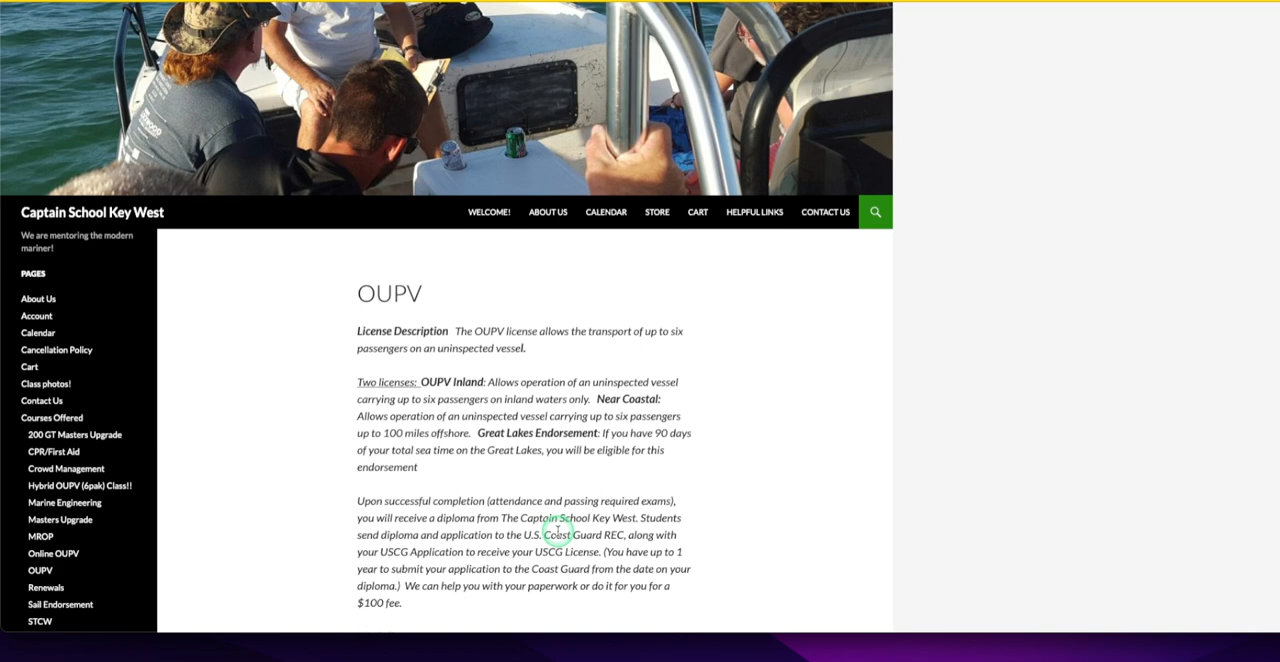 Captain School Key West
WELCOME! ABOUT US CALENDAR STORE CART HELPFUL LINKS CONTACT US
We are mentoring the modern
mariner!
PAGES
About Us
Account
Calendar
Cancellation Policy
Cart
Class photos!
Contact Us
Courses Offered
200 GT Masters Upgrade
CPR/First Aid
Crowd Management
Hybrid OUPV (6pak) Class!!
Marine Engineering
Masters Upgrade
MROP
Online OUPV
OUPV
Renewals
Sail Endorsement
STCW
OUPV
License Description The OUPV license allows the transport of up to six
passengers on an uninspected vessel.
Two licenses: OUPV Inland: Allows operation of an uninspected vessel
carrying up to six passengers on inland waters only. Near Coastal:
Allows operation of an uninspected vessel carrying up to six passengers
up to 100 miles offshore. Great Lakes Endorsement: If you have 90 days
of your total sea time on the Great Lakes, you will be eligible for this
endorsement
Upon successful completion (attendance and passing required exams),
you will receive a diploma from The Captain School Key West. Students
send diploma and application to the U.S. Guard REC, along with
your USCG Application to receive your USCG License. (You have up to 1
year to submit your application to the Coast Guard from the date on your
diploma.) We can help you with your paperwork or do it for you for a
$100 fee.